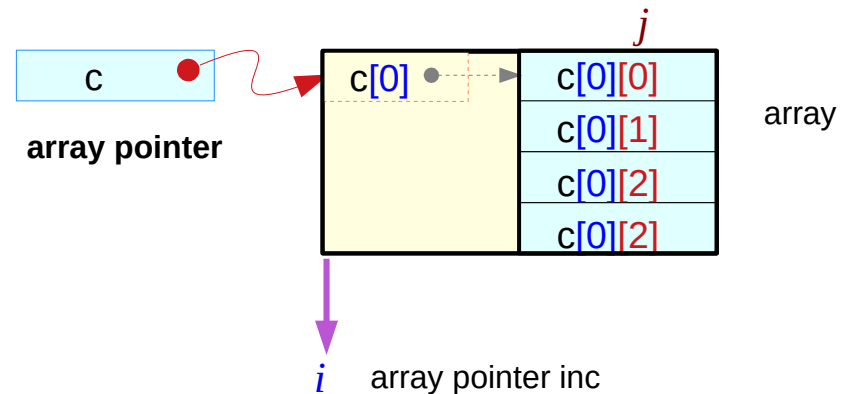 j
c
c[0]
c[0][0]
array
c[0][1]
array pointer
c[0][2]
c[0][2]
i
array pointer inc